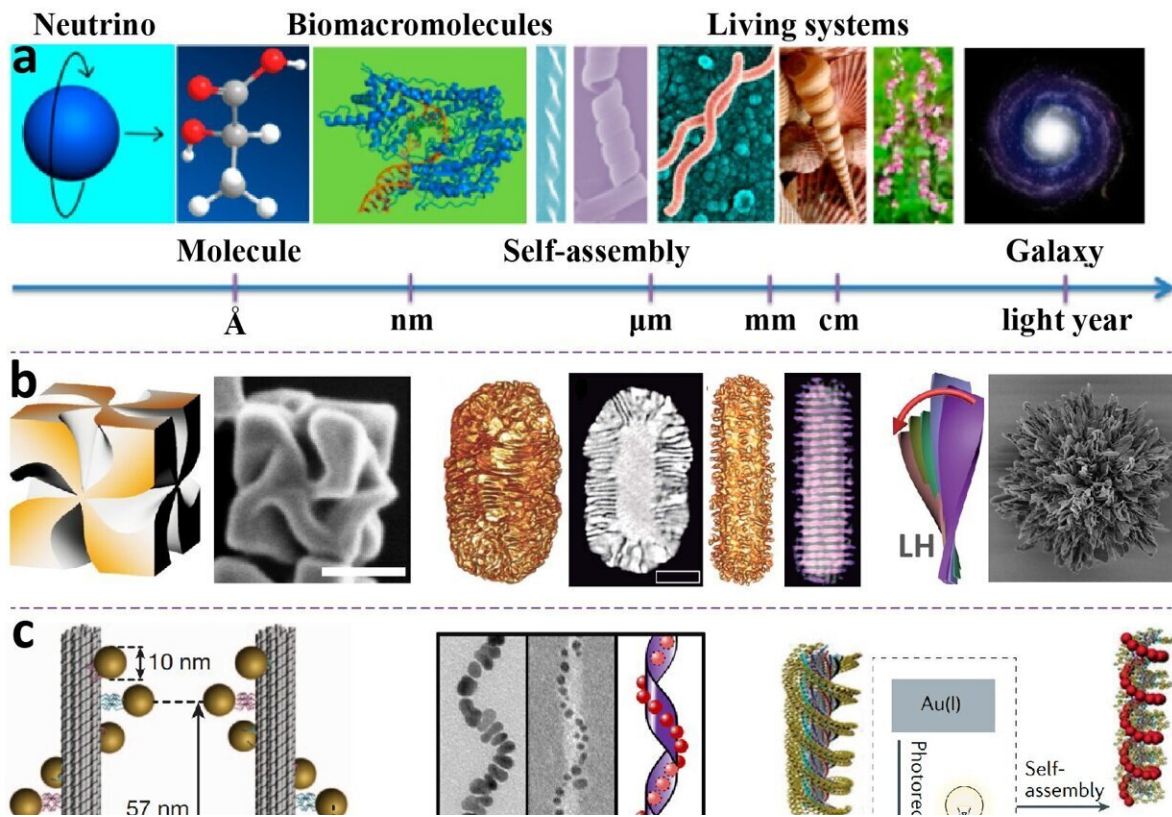 Neutrino
Biomacromolecules
Living systems
a
Molecule
Self-assembly
Galaxy
Å
nm
μm
mm
cm
light year
b
LH
c
10 nm
57 nm
Au(I)
Self-
assembly